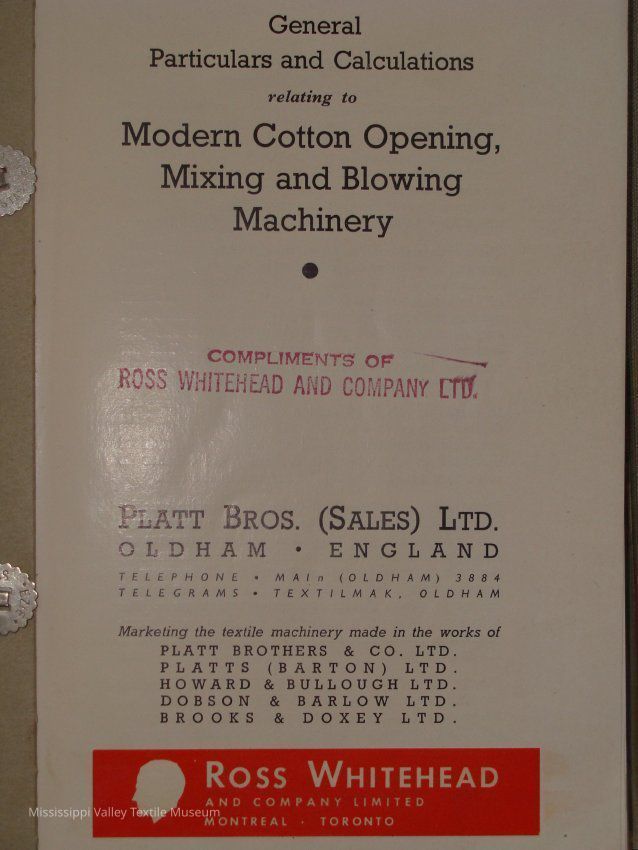 General
Particulars and Calculations
relating to
Modern Cotton Opening,
Mixing and Blowing
Machinery
COMPLIMENTS OF
ROSS WHITEHEAD AND COMPANY LTD.
PLATT BROS. (SALES) LTD.
OLDHAM • ENGLAND
TELEPHONE • MAIn (OLDHAM) 3884
TELEGRAMS • TEXTILMAK, OLDHAM
Marketing the textile machinery made in the works of
PLATT BROTHERS & CO. LTD.
PLATTS (BARTON) LTD.
HOWARD & BULLOUGH LTD.
DOBSON & BARLOW LTD.
BROOKS & DOXEY LTD.
ROSS WHITEHEAD
AND COMPANY LIMITED
MONTREAL · TORONTO
Mississippi Valley Textile Museum